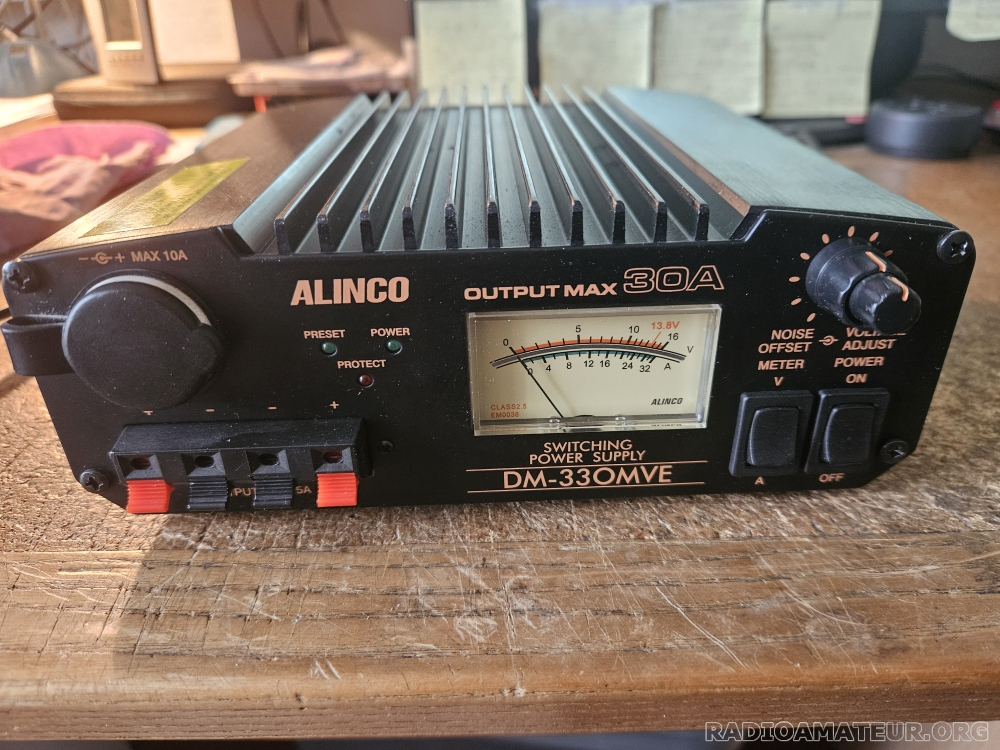 MAX 10A
ALINCO
OUTPUT MAX 30A
PRESET
POWER
PROTECT
0 5 10 13.8V 16 V
0 4 8 12 16 24 32 A
CLASS2.5
EM0036
ALINCO
NOISE OFFSET
VOLTAGE ADJUST
METER
V
A
POWER
ON
OFF
+ - - +
5A
SWITCHING
POWER SUPPLY
DM-330MVE
RADIOAMATEUR.ORG